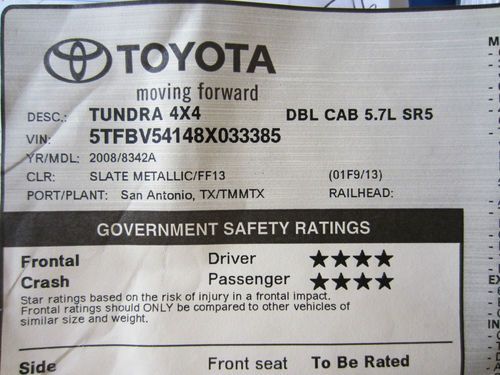 TOYOTA
moving forward
DESC.: TUNDRA 4X4 DBL CAB 5.7L SR5
VIN: 5TFBV54148X033385
YR/MDL: 2008/8342A
CLR: SLATE METALLIC/FF13 (01F9/13)
PORT/PLANT: San Antonio, TX/TMMTX RAILHEAD:
GOVERNMENT SAFETY RATINGS
Frontal Driver ★★★★
Crash Passenger ★★★★
Star ratings based on the risk of injury in a frontal impact.
Frontal ratings should ONLY be compared to other vehicles of
similar size and weight.
Side Front seat To Be Rated
M
EX
IN